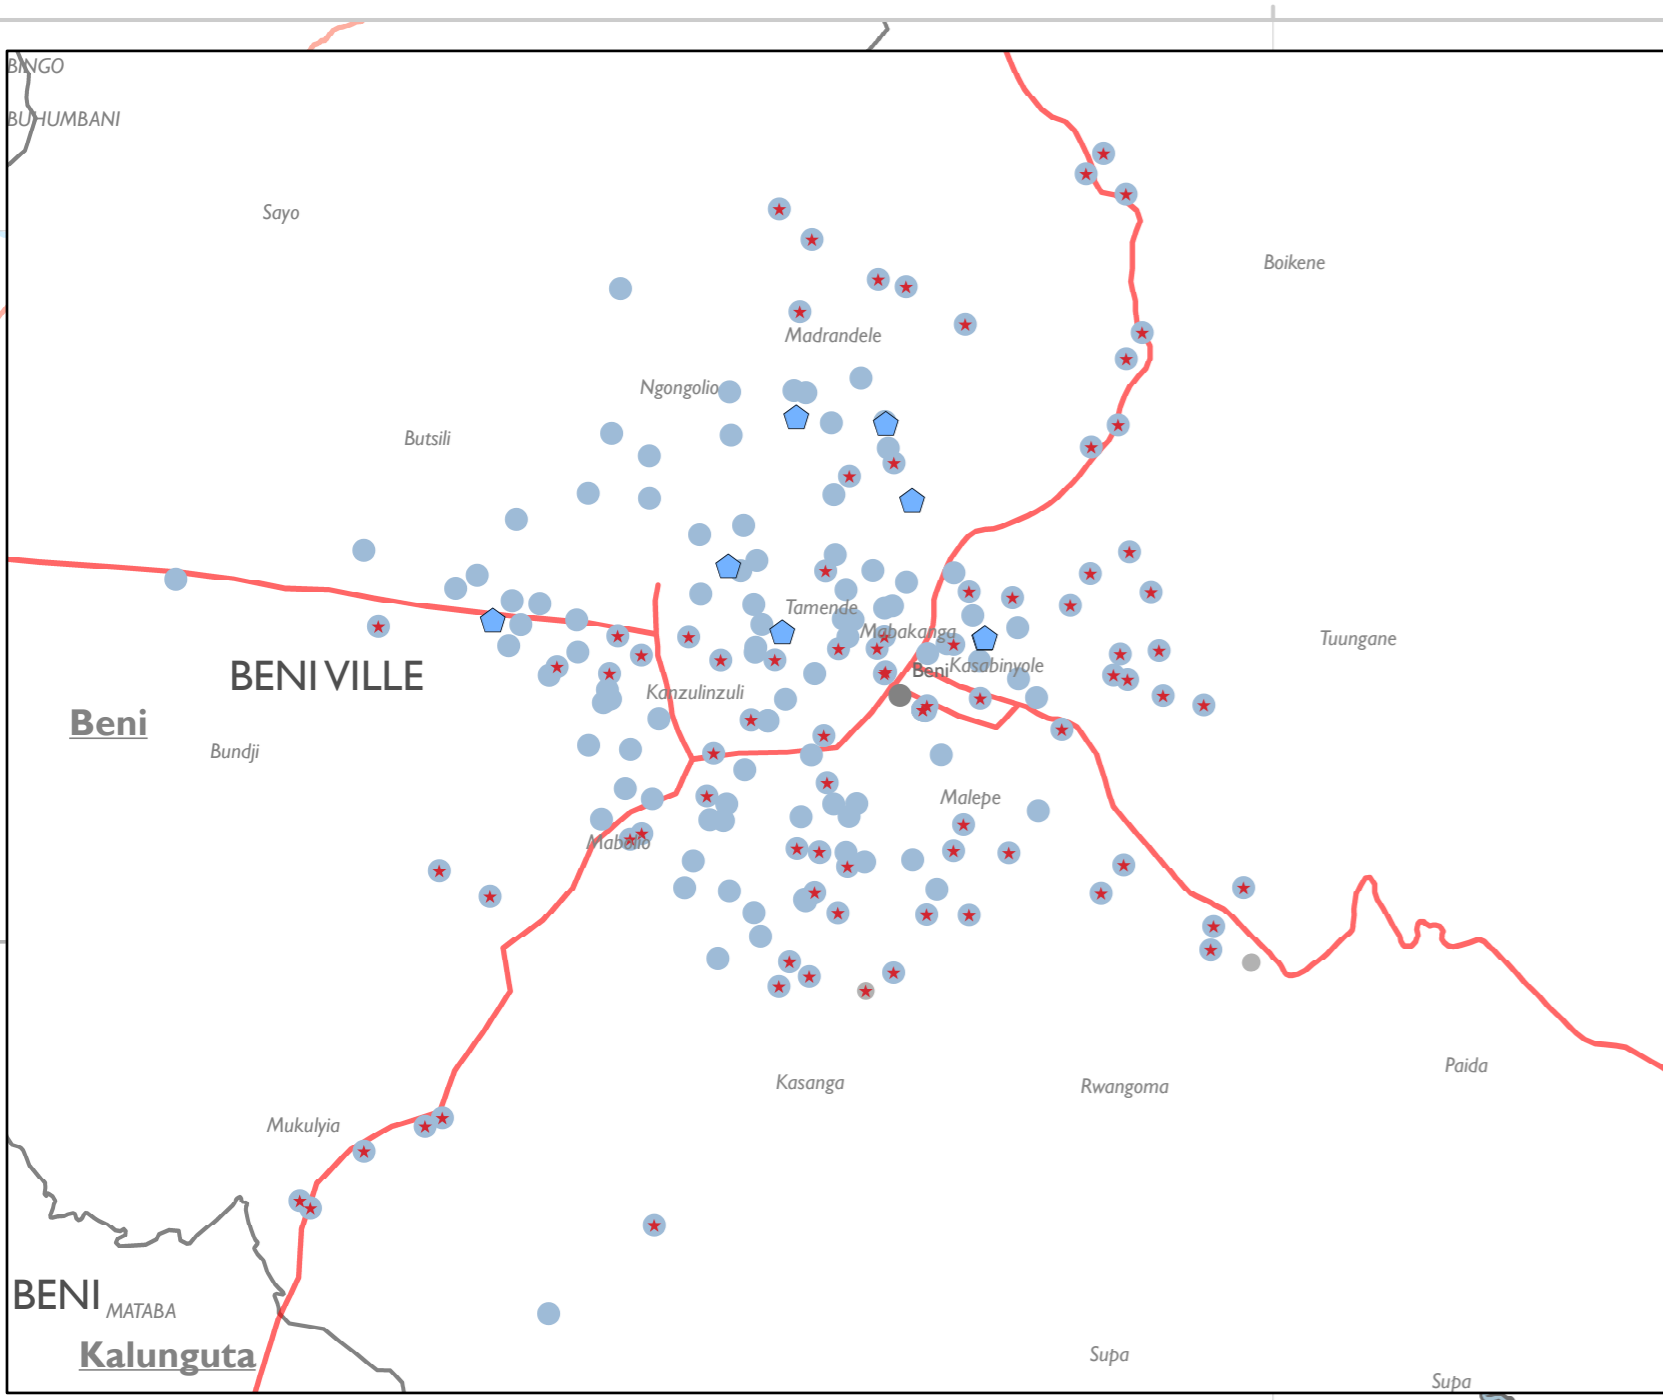 BINGO
BUHUMBANI
Sayo
Boikene
Madrandele
Ngongolio
Butsili
Tamende
Mabakanga
Tuungane
Kasabinyole
Beni
BENI VILLE
Kanzulinzuli
Beni
Bundji
Malepe
Mabolio
Paida
Kasanga
Rwangoma
Mukulyia
BENI
MATABA
Kalunguta
Supa
Supa